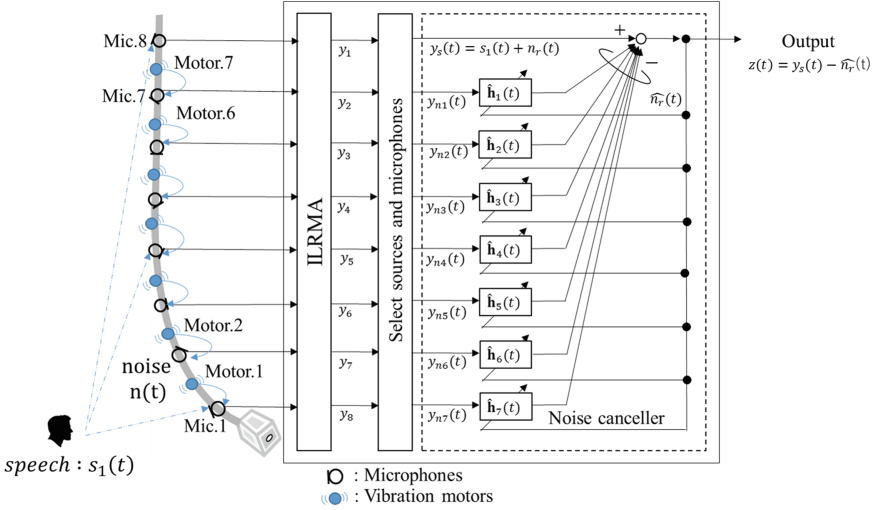 Mic.8
Motor.7
Mic.7
Motor.6
Motor.2
noise
n(t)
Motor.1
Mic.1
speech : s₁(t)
ILRMA
y₁
y₂
y₃
y₄
y₅
y₆
y₇
y₈
Select sources and microphones
yₛ(t) = s₁(t) + nᵣ(t)
yₙ₁(t)
ĥ₁(t)
yₙ₂(t)
ĥ₂(t)
yₙ₃(t)
ĥ₃(t)
yₙ₄(t)
ĥ₄(t)
yₙ₅(t)
ĥ₅(t)
yₙ₆(t)
ĥ₆(t)
yₙ₇(t)
ĥ₇(t)
+
−
n̂ᵣ(t)
Noise canceller
Output
z(t) = yₛ(t) − n̂ᵣ(t)
: Microphones
: Vibration motors